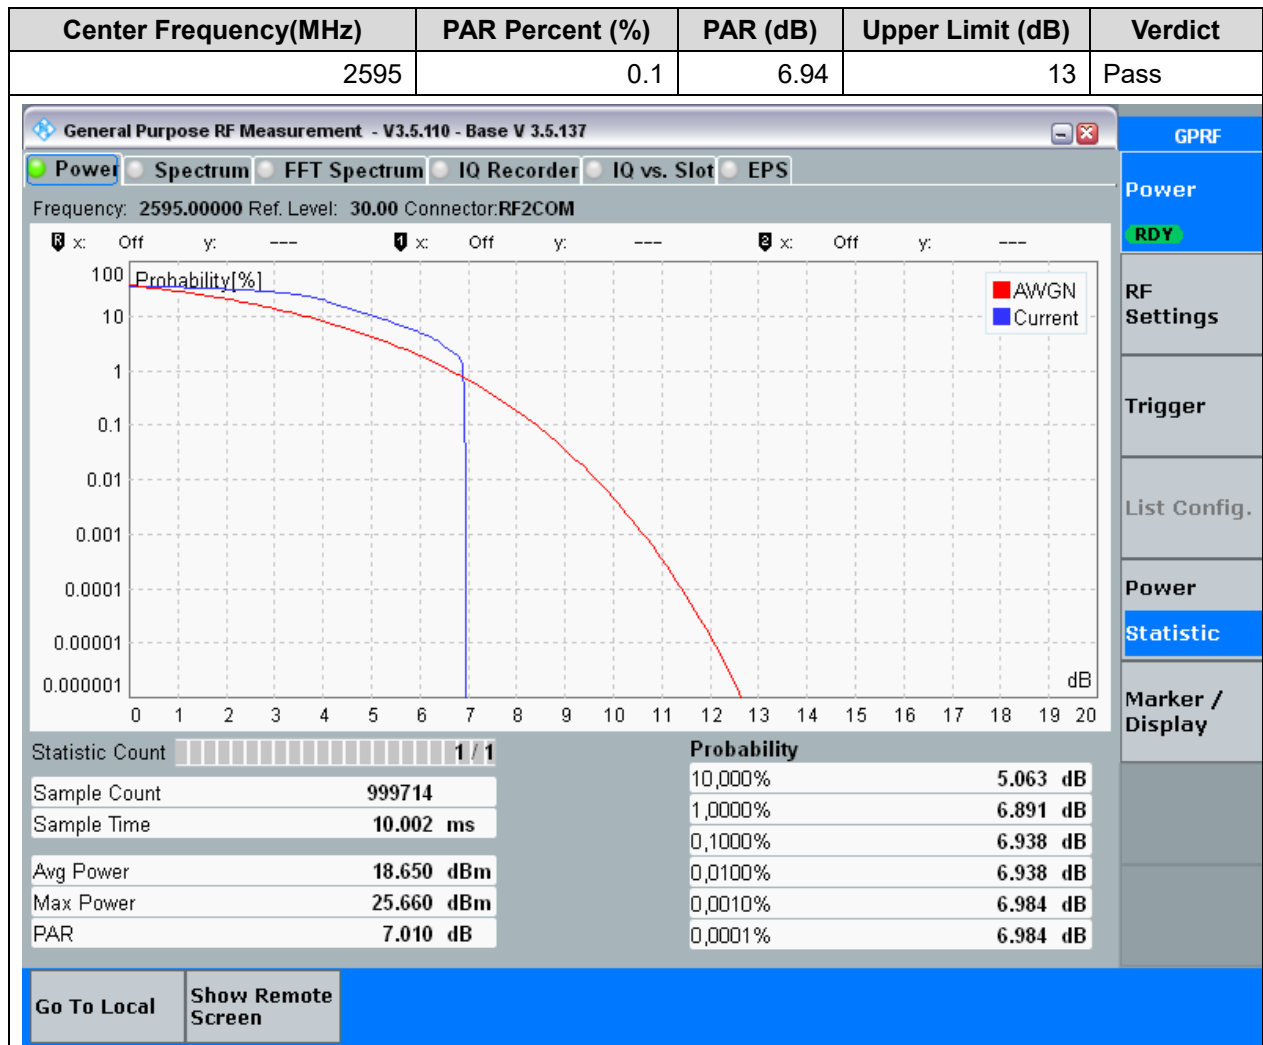 Center Frequency(MHz) PAR Percent (%) PAR (dB) Upper Limit (dB) Verdict
2595 0.1 6.94 13 Pass
General Purpose RF Measurement - V3.5.110 - Base V 3.5.137
GPRF
Power Spectrum FFT Spectrum IQ Recorder IQ vs. Slot EPS
Power
RDY
Frequency: 2595.00000 Ref. Level: 30.00 Connector:RF2COM
R x: Off y: --- 1 x: Off y: --- 2 x: Off y: ---
Probability[%]
AWGN
Current
100
10
1
0.1
0.01
0.001
0.0001
0.00001
0.000001
dB
0 1 2 3 4 5 6 7 8 9 10 11 12 13 14 15 16 17 18 19 20
RF
Settings
Trigger
List Config.
Power
Statistic
Marker /
Display
Statistic Count 1 / 1
Sample Count 999714
Sample Time 10.002 ms
Avg Power 18.650 dBm
Max Power 25.660 dBm
PAR 7.010 dB
Probability
10,000% 5.063 dB
1,0000% 6.891 dB
0,1000% 6.938 dB
0,0100% 6.938 dB
0,0010% 6.984 dB
0,0001% 6.984 dB
Go To Local
Show Remote
Screen